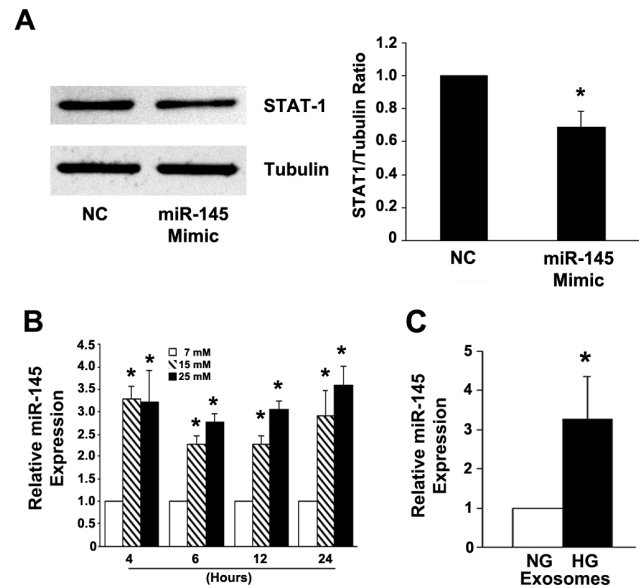 A
STAT-1
Tubulin
NC
miR-145
Mimic
STAT1/Tubulin Ratio
1.2
1.0
0.8
0.6
0.4
0.2
0
*
NC
miR-145
Mimic
B
Relative miR-145
Expression
4.5
4.0
3.5
3.0
2.5
2.0
1.5
1.0
0.5
0.0
7 mM
15 mM
25 mM
* *
* *
* *
* *
4 6 12 24
(Hours)
C
Relative miR-145
Expression
5
4
3
2
1
0
*
NG HG
Exosomes